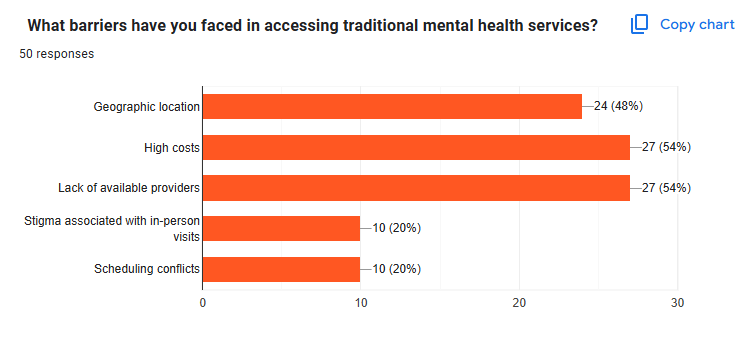 What barriers have you faced in accessing traditional mental health services?
Copy chart
50 responses
Geographic location
24 (48%)
High costs
27 (54%)
Lack of available providers
27 (54%)
Stigma associated with in-person
visits
10 (20%)
Scheduling conflicts
10 (20%)
0
10
20
30